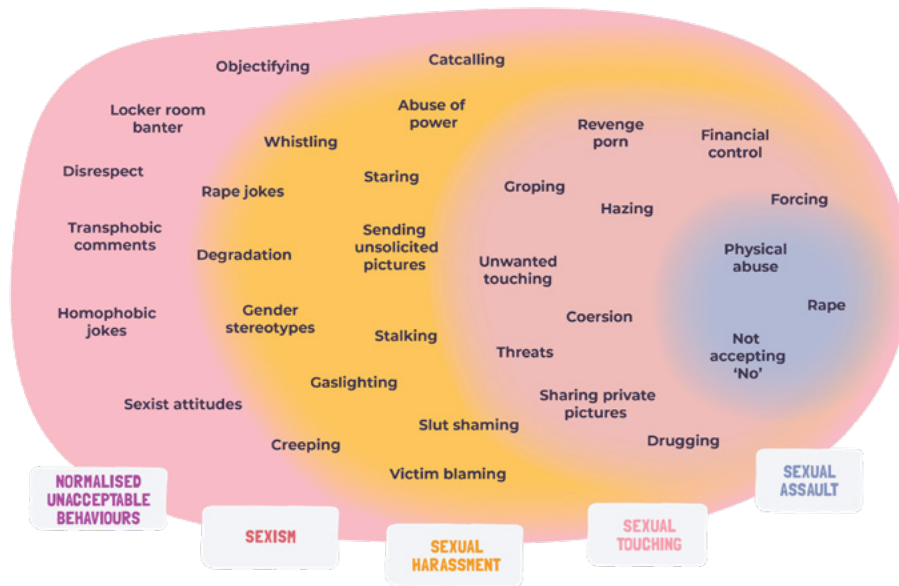 Objectifying
Catcalling
Locker room
banter
Abuse of
power
Whistling
Revenge
porn
Financial
control
Disrespect
Rape jokes
Staring
Groping
Hazing
Forcing
Transphobic
comments
Degradation
Sending
unsolicited
pictures
Unwanted
touching
Physical
abuse
Homophobic
jokes
Gender
stereotypes
Stalking
Coersion
Rape
Threats
Not
accepting
‘No’
Gaslighting
Sexist attitudes
Sharing private
pictures
Slut shaming
Creeping
Drugging
Victim blaming
NORMALISED
UNACCEPTABLE
BEHAVIOURS
SEXISM
SEXUAL
HARASSMENT
SEXUAL
TOUCHING
SEXUAL
ASSAULT